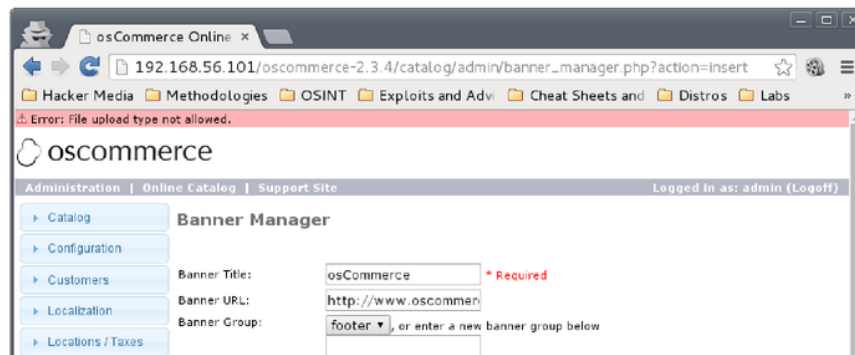 osCommerce Online
192.168.56.101/oscommerce-2.3.4/catalog/admin/banner_manager.php?action=insert
Hacker Media Methodologies OSINT Exploits and Advi Cheat Sheets and Distros Labs »
Error: File upload type not allowed.
oscommerce
Administration | Online Catalog | Support Site Logged in as: admin (Logoff)
Catalog
Banner Manager
Configuration
Customers
Banner Title: osCommerce * Required
Localization
Banner URL: http://www.oscommer
Banner Group: footer , or enter a new banner group below
Locations / Taxes